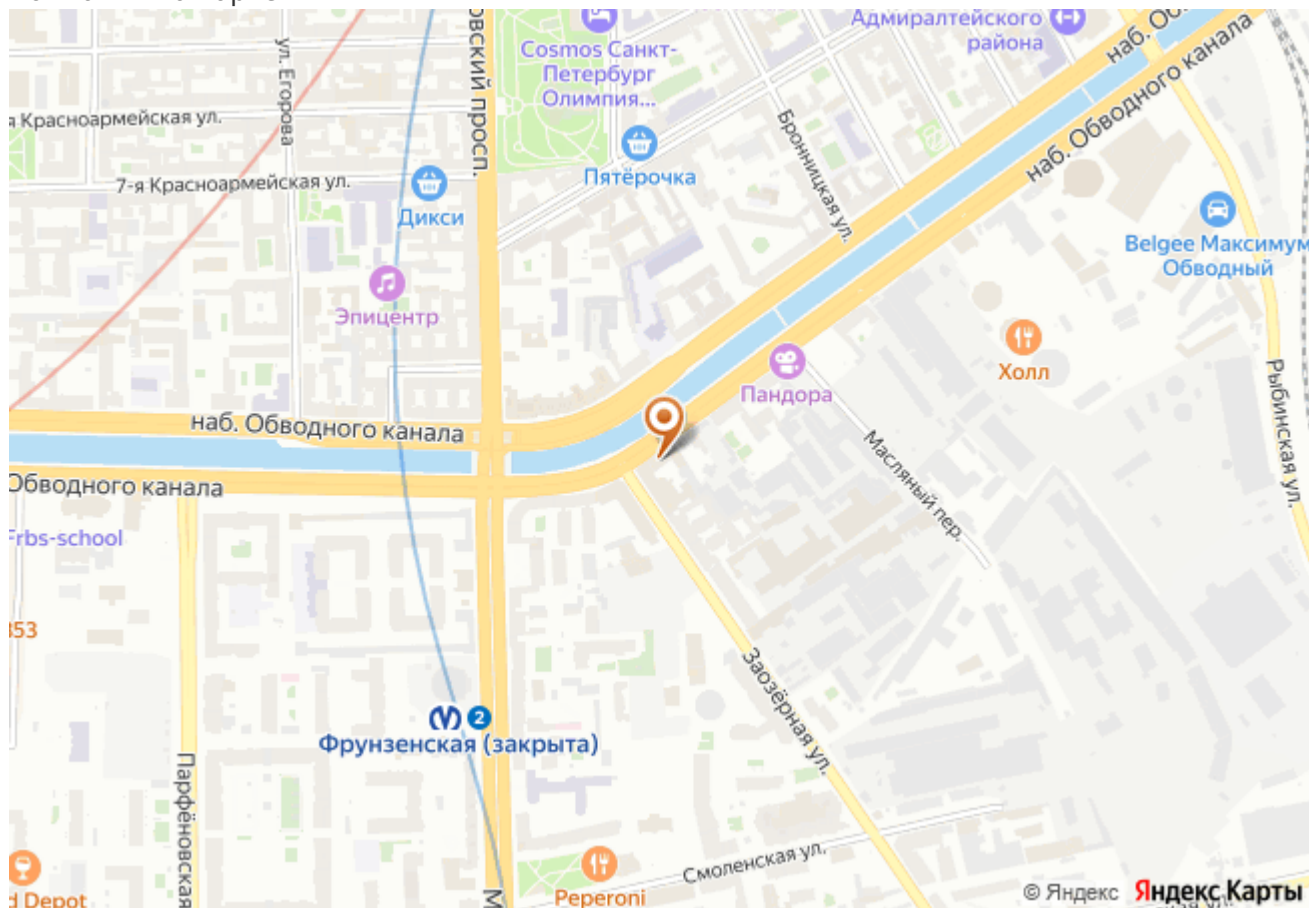 Адмиралтейского
района
наб. Об
Cosmos Санкт-
Петербург
Олимпия...
овский просп.
ул. Егорова
я Красноармейская ул.
Бронницкая ул.
наб. Обводного канала
Пятёрочка
7-я Красноармейская ул.
Дикси
Belgee Максимум
Обводный
Эпицентр
Холл
Пандора
Рыбинская ул.
наб. Обводного канала
Масляный пер.
Обводного канала
Frbs-school
353
Заозёрная ул.
2
Фрунзенская (закрыта)
Парфёновская
Смоленская ул.
d Depot
М
Peperoni
© Яндекс Яндекс Карты